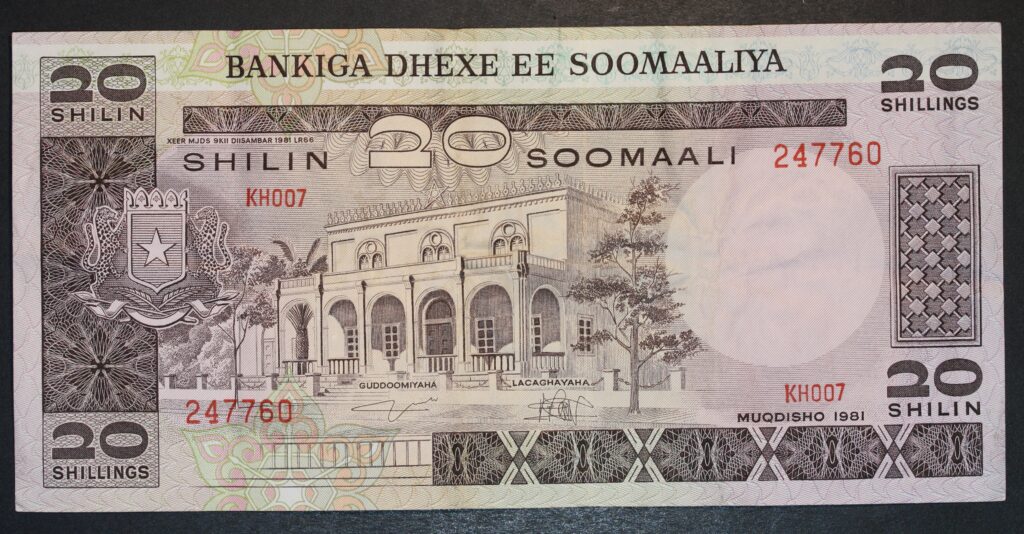 BANKIGA DHEXE EE SOOMAALIYA
20
SHILIN
20
SHILLINGS
XEER MJDS 9KII DIISAMBAR 1981 LR66
SHILIN 20 SOOMAALI
247760
KH007
GUDDOOMIYAHA
LACAGHAYAHA
247760
KH007
MUQDISHO 1981
20
SHILIN
20
SHILLINGS